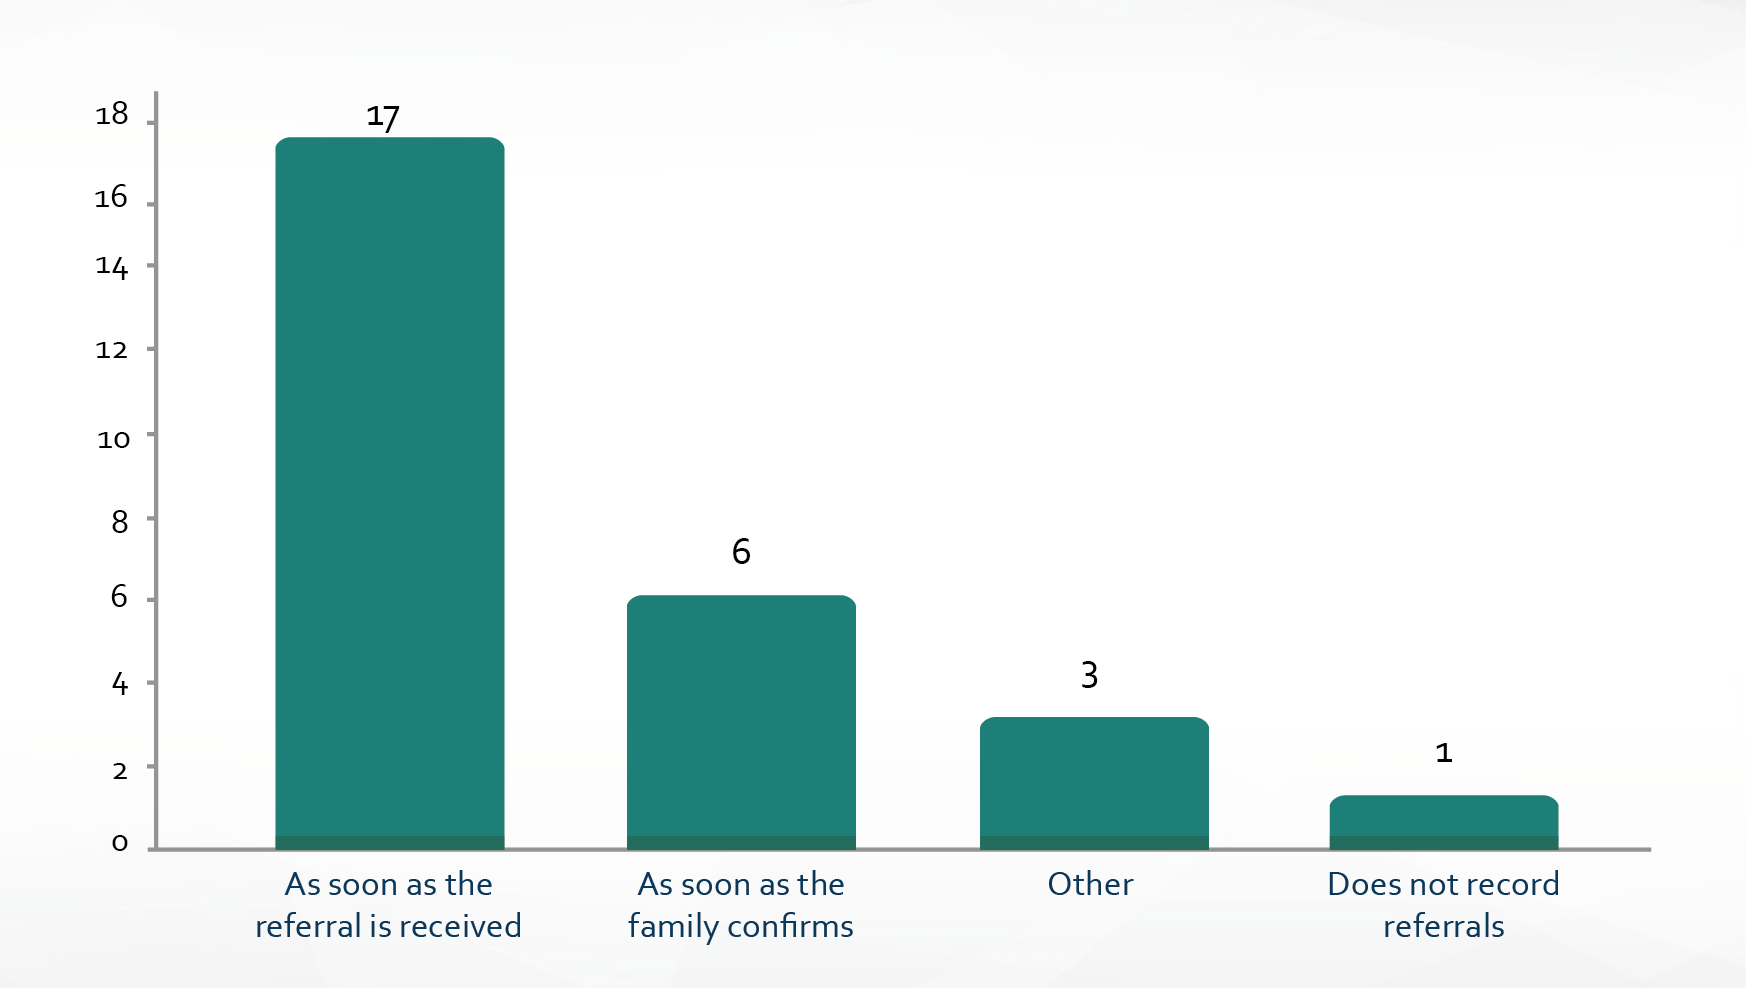 18
16
14
12
10
8
6
4
2
0
17
6
3
1
As soon as the
referral is received
As soon as the
family confirms
Other
Does not record
referrals